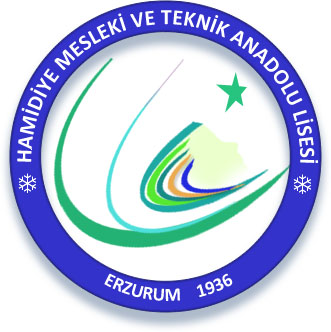 HAMİDİYE MESLEKİ VE TEKNİK ANADOLU LİSESİ
ERZURUM 1936